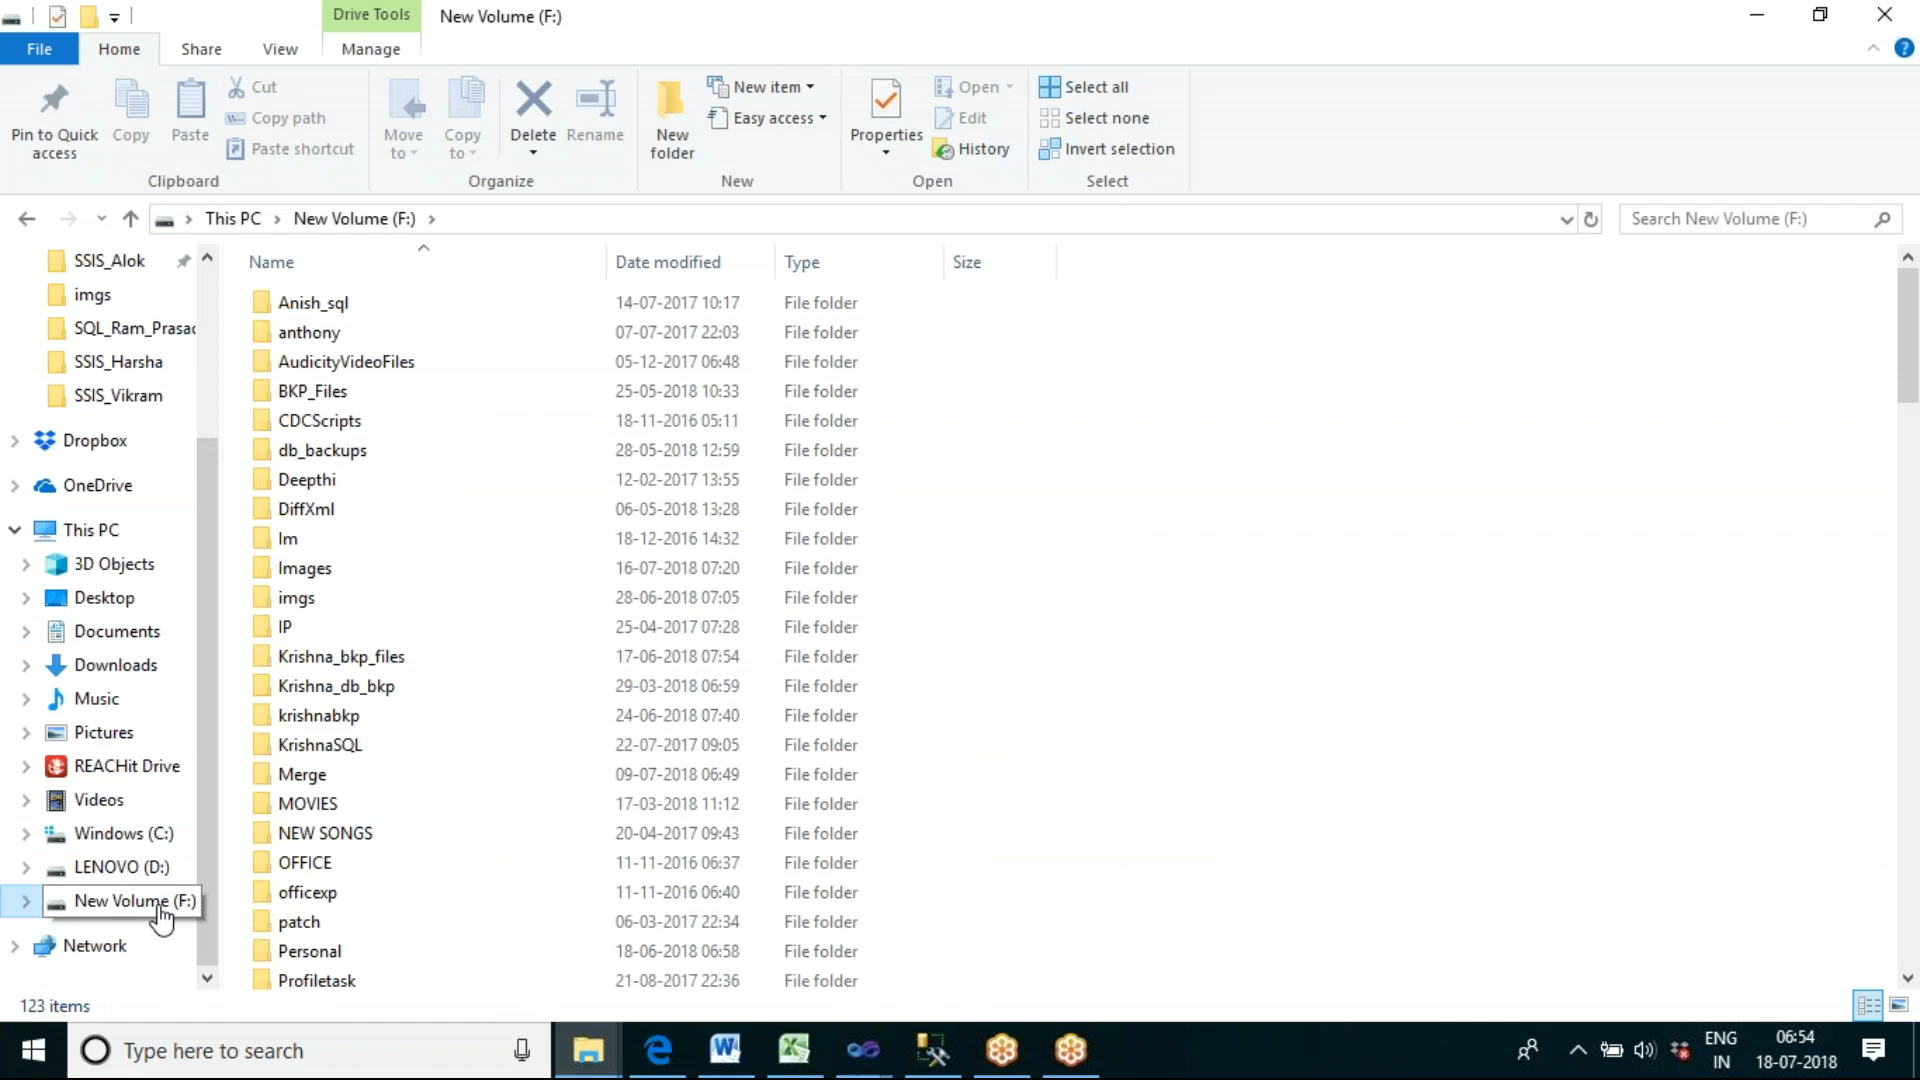 Drive Tools
New Volume (F:)
File
Home
Share
View
Manage
Pin to Quick
access
Copy
Paste
Cut
Copy path
Paste shortcut
Clipboard
Move
to
Copy
to
Delete
Rename
Organize
New
folder
New item
Easy access
New
Properties
Open
Edit
History
Open
Select all
Select none
Invert selection
Select
This PC
New Volume (F:)
Search New Volume (F:)
SSIS_Alok
imgs
SQL_Ram_Prasad
SSIS_Harsha
SSIS_Vikram
Dropbox
OneDrive
This PC
3D Objects
Desktop
Documents
Downloads
Music
Pictures
REACHit Drive
Videos
Windows (C:)
LENOVO (D:)
New Volume (F:)
Network
Name Date modified Type Size
Anish_sql 14-07-2017 10:17 File folder
anthony 07-07-2017 22:03 File folder
AudicityVideoFiles 05-12-2017 06:48 File folder
BKP_Files 25-05-2018 10:33 File folder
CDCScripts 18-11-2016 05:11 File folder
db_backups 28-05-2018 12:59 File folder
Deepthi 12-02-2017 13:55 File folder
DiffXml 06-05-2018 13:28 File folder
Im 18-12-2016 14:32 File folder
Images 16-07-2018 07:20 File folder
imgs 28-06-2018 07:05 File folder
IP 25-04-2017 07:28 File folder
Krishna_bkp_files 17-06-2018 07:54 File folder
Krishna_db_bkp 29-03-2018 06:59 File folder
krishnabkp 24-06-2018 07:40 File folder
KrishnaSQL 22-07-2017 09:05 File folder
Merge 09-07-2018 06:49 File folder
MOVIES 17-03-2018 11:12 File folder
NEW SONGS 20-04-2017 09:43 File folder
OFFICE 11-11-2016 06:37 File folder
officexp 11-11-2016 06:40 File folder
patch 06-03-2017 22:34 File folder
Personal 18-06-2018 06:58 File folder
Profiletask 21-08-2017 22:36 File folder
123 items
Type here to search
ENG
IN
06:54
18-07-2018